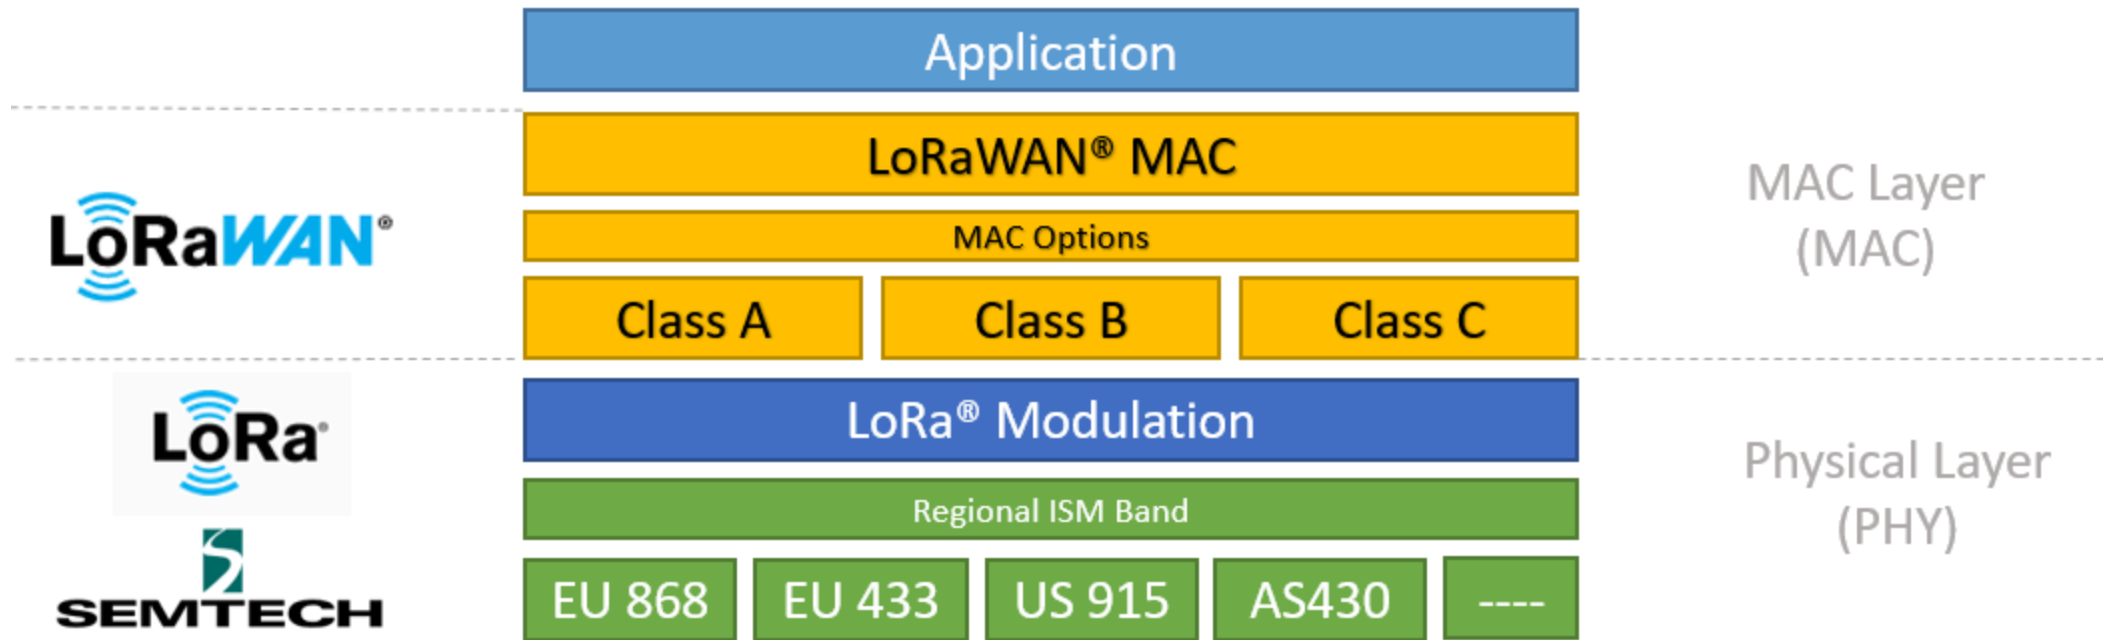 Application
LoRaWAN® MAC
LoRaWAN®
MAC Layer
(MAC)
MAC Options
Class A
Class B
Class C
LoRa® Modulation
LoRa®
Physical Layer
(PHY)
Regional ISM Band
SEMTECH
EU 868
EU 433
US 915
AS430
----